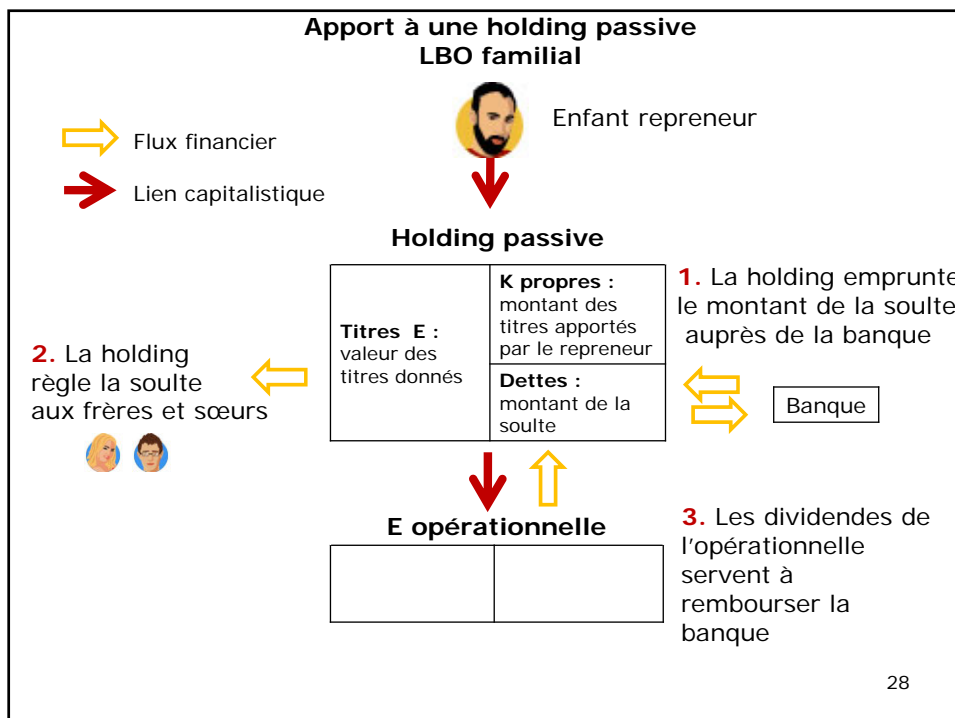 Apport à une holding passive
LBO familial
Enfant repreneur
Flux financier
Lien capitalistique
Holding passive
Titres E :
valeur des
titres donnés
K propres :
montant des
titres apportés
par le repreneur
Dettes :
montant de la
soulte
1. La holding emprunte
le montant de la soulte
auprès de la banque
2. La holding
règle la soulte
aux frères et sœurs
Banque
E opérationnelle
3. Les dividendes de
l'opérationnelle
servent à
rembourser la
banque
28